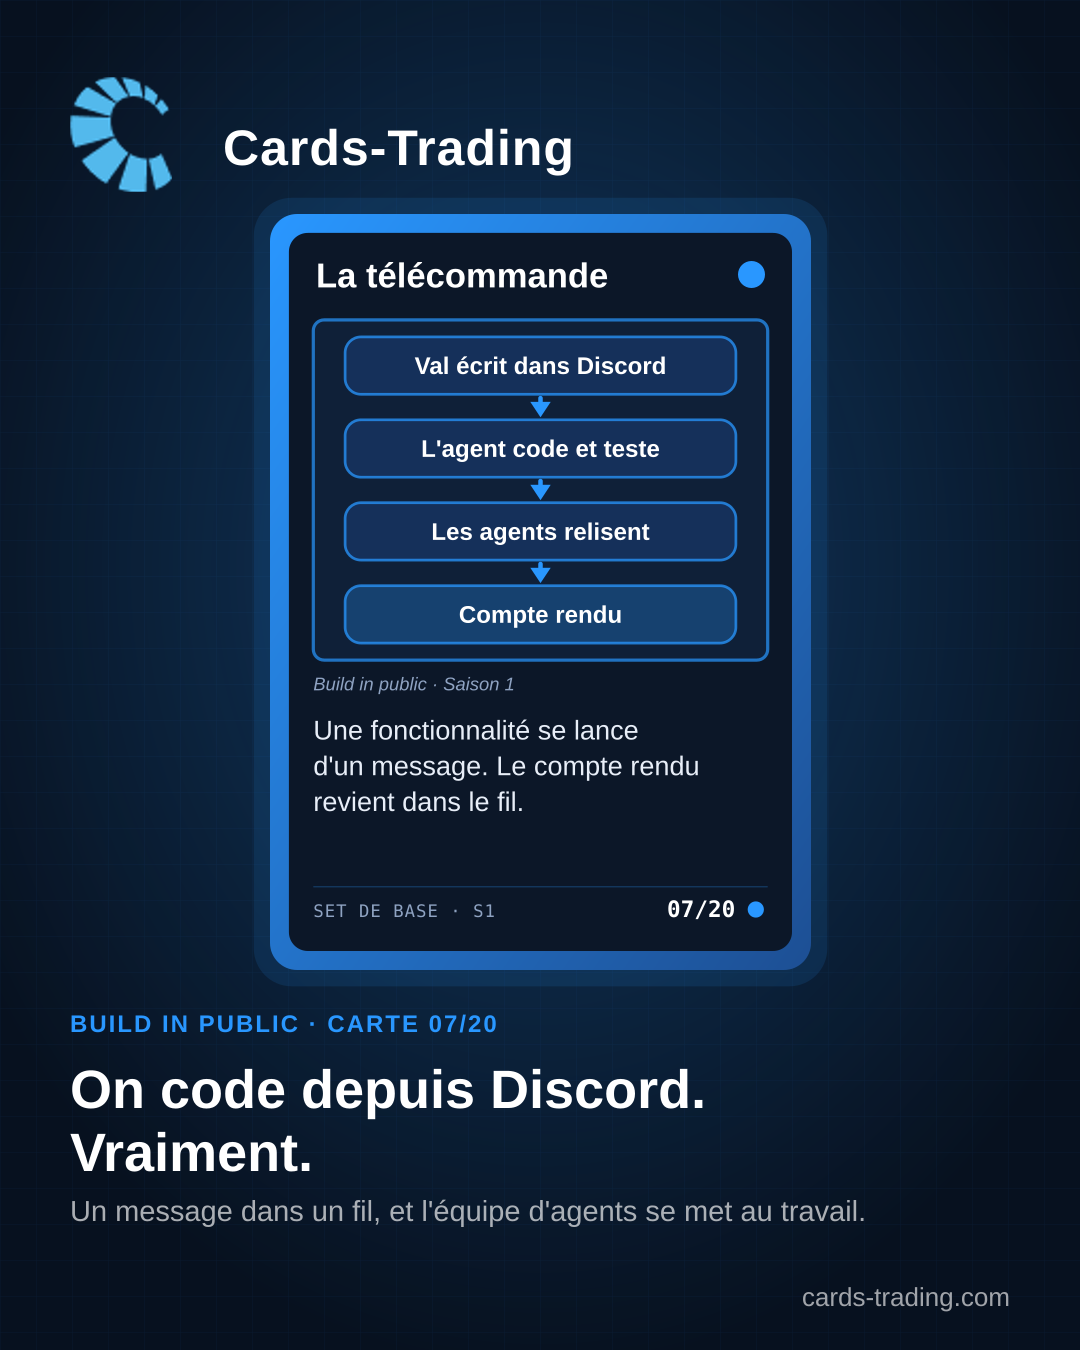 Cards-Trading
La télécommande
Val écrit dans Discord
L'agent code et teste
Les agents relisent
Compte rendu
Build in public · Saison 1
Une fonctionnalité se lance
d'un message. Le compte rendu
revient dans le fil.
SET DE BASE · S1
07/20
BUILD IN PUBLIC · CARTE 07/20
On code depuis Discord.
Vraiment.
Un message dans un fil, et l'équipe d'agents se met au travail.
cards-trading.com